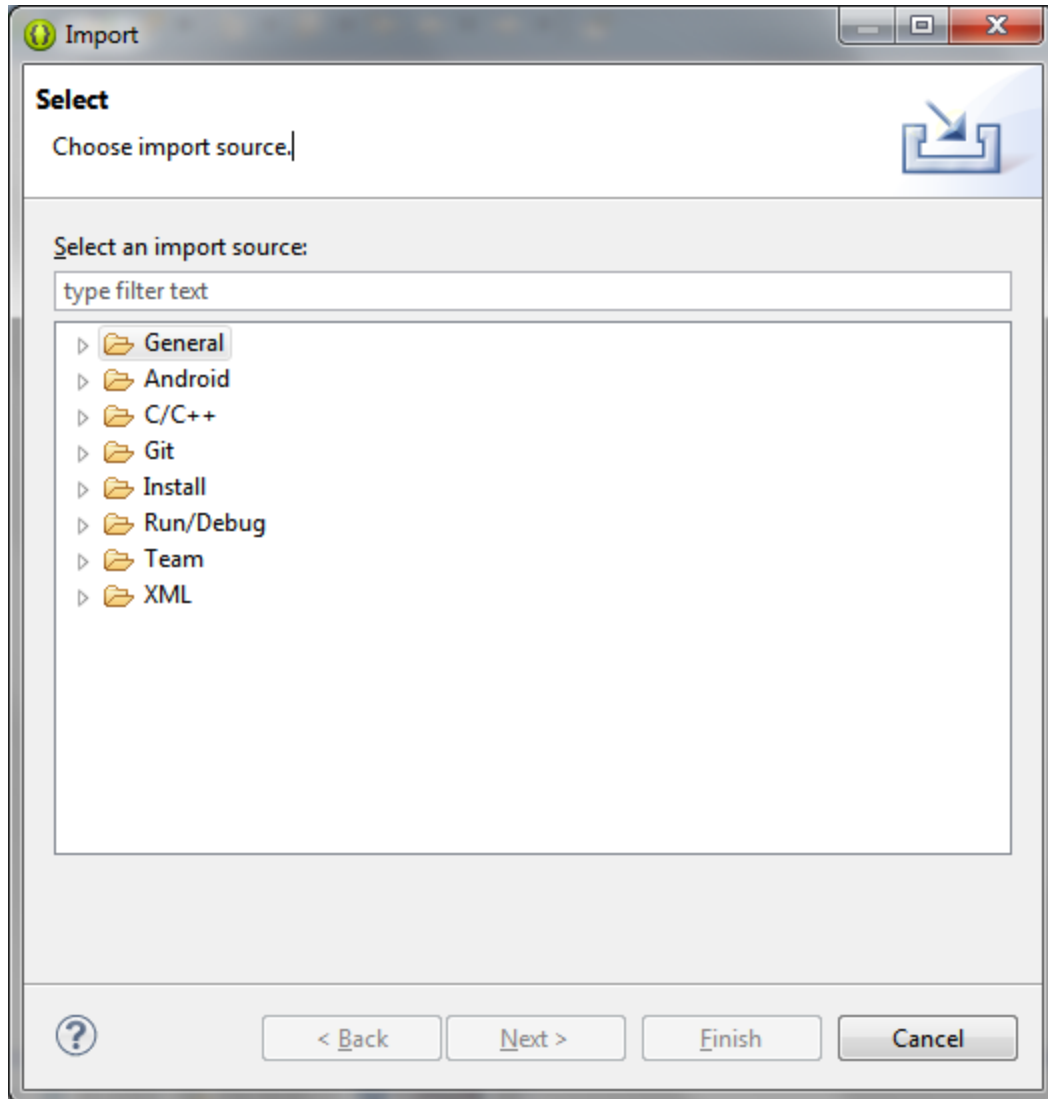 Import
Select
Choose import source.
Select an import source:
type filter text
General
Android
C/C++
Git
Install
Run/Debug
Team
XML
< Back Next > Finish Cancel